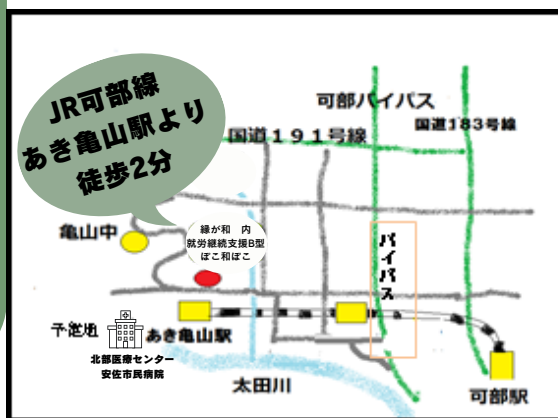 JR可部線
あき亀山駅より
徒歩2分
可部バイパス
国道183号線
国道191号線
亀山中
縁が和　内
就労継続支援B型
ぽこ和ぽこ
バイパス
予定地
あき亀山駅
北部医療センター
安佐市民病院
太田川
可部駅